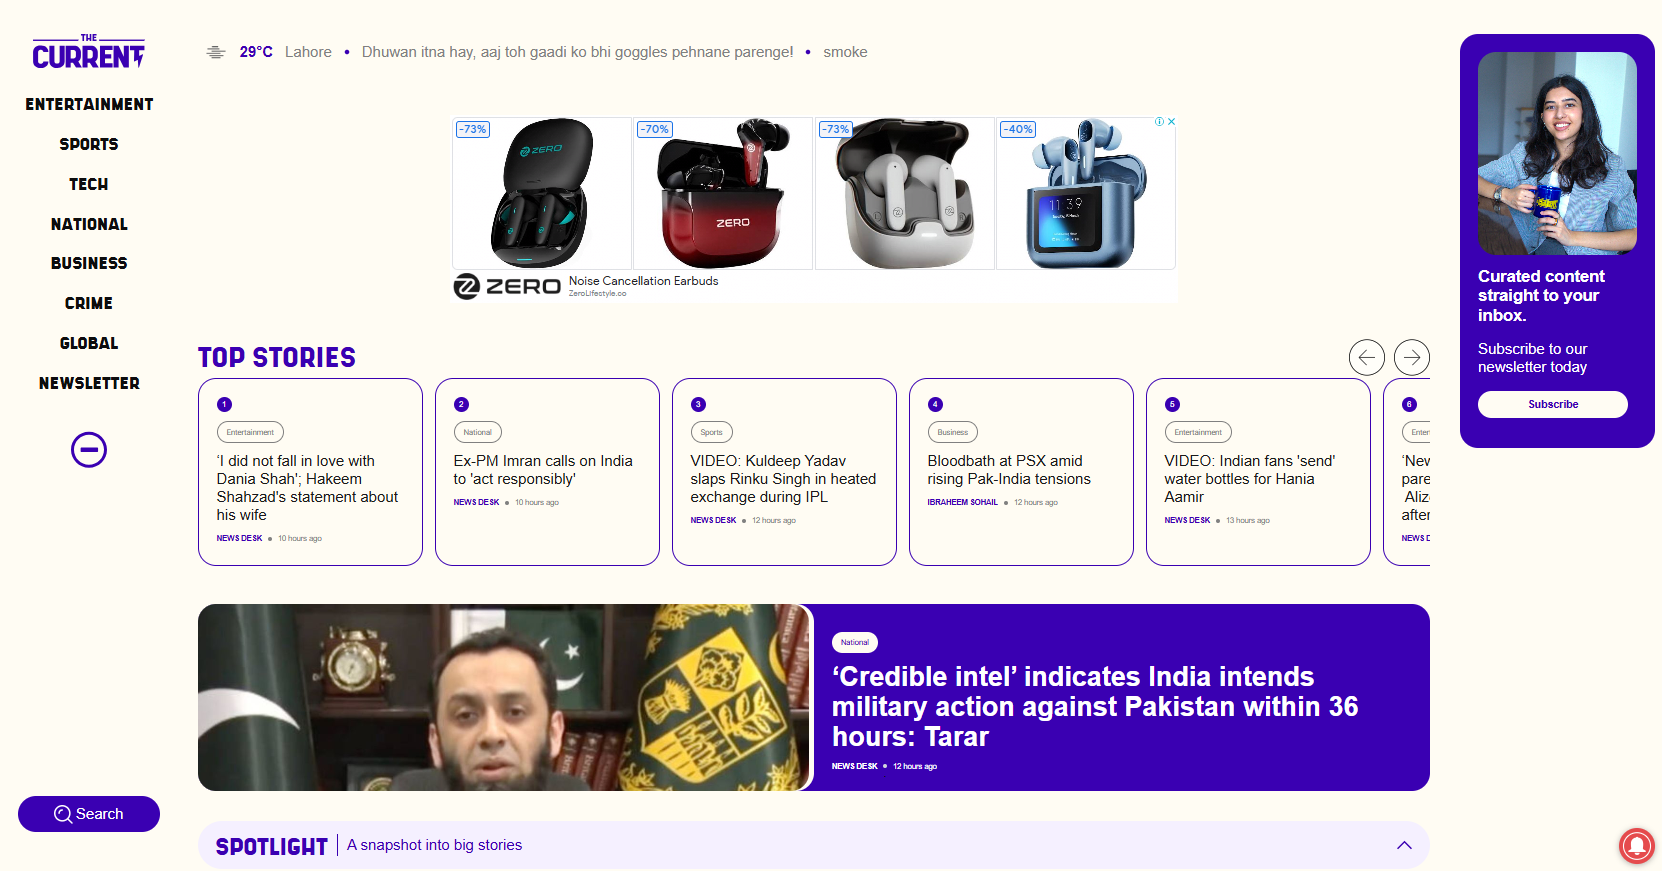 THE
CURRENT
ENTERTAINMENT
SPORTS
TECH
NATIONAL
BUSINESS
CRIME
GLOBAL
NEWSLETTER
Search
29°C Lahore • Dhuwan itna hay, aaj toh gaadi ko bhi goggles pehnane parenge! • smoke
-73%
-70%
-73%
-40%
ZERO
ZERO
11 39
ZERO
Noise Cancellation Earbuds
ZeroLifestyle.co
TOP STORIES
1
Entertainment
‘I did not fall in love with
Dania Shah'; Hakeem
Shahzad's statement about
his wife
NEWS DESK • 10 hours ago
2
National
Ex-PM Imran calls on India
to 'act responsibly'
NEWS DESK • 10 hours ago
3
Sports
VIDEO: Kuldeep Yadav
slaps Rinku Singh in heated
exchange during IPL
NEWS DESK • 12 hours ago
4
Business
Bloodbath at PSX amid
rising Pak-India tensions
IBRAHEEM SOHAIL • 12 hours ago
5
Entertainment
VIDEO: Indian fans 'send'
water bottles for Hania
Aamir
NEWS DESK • 13 hours ago
6
Enter
‘Nev
pare
Aliz
after
NEWS D
National
‘Credible intel’ indicates India intends
military action against Pakistan within 36
hours: Tarar
NEWS DESK • 12 hours ago
SPOTLIGHT | A snapshot into big stories
Curated content
straight to your
inbox.
Subscribe to our
newsletter today
Subscribe